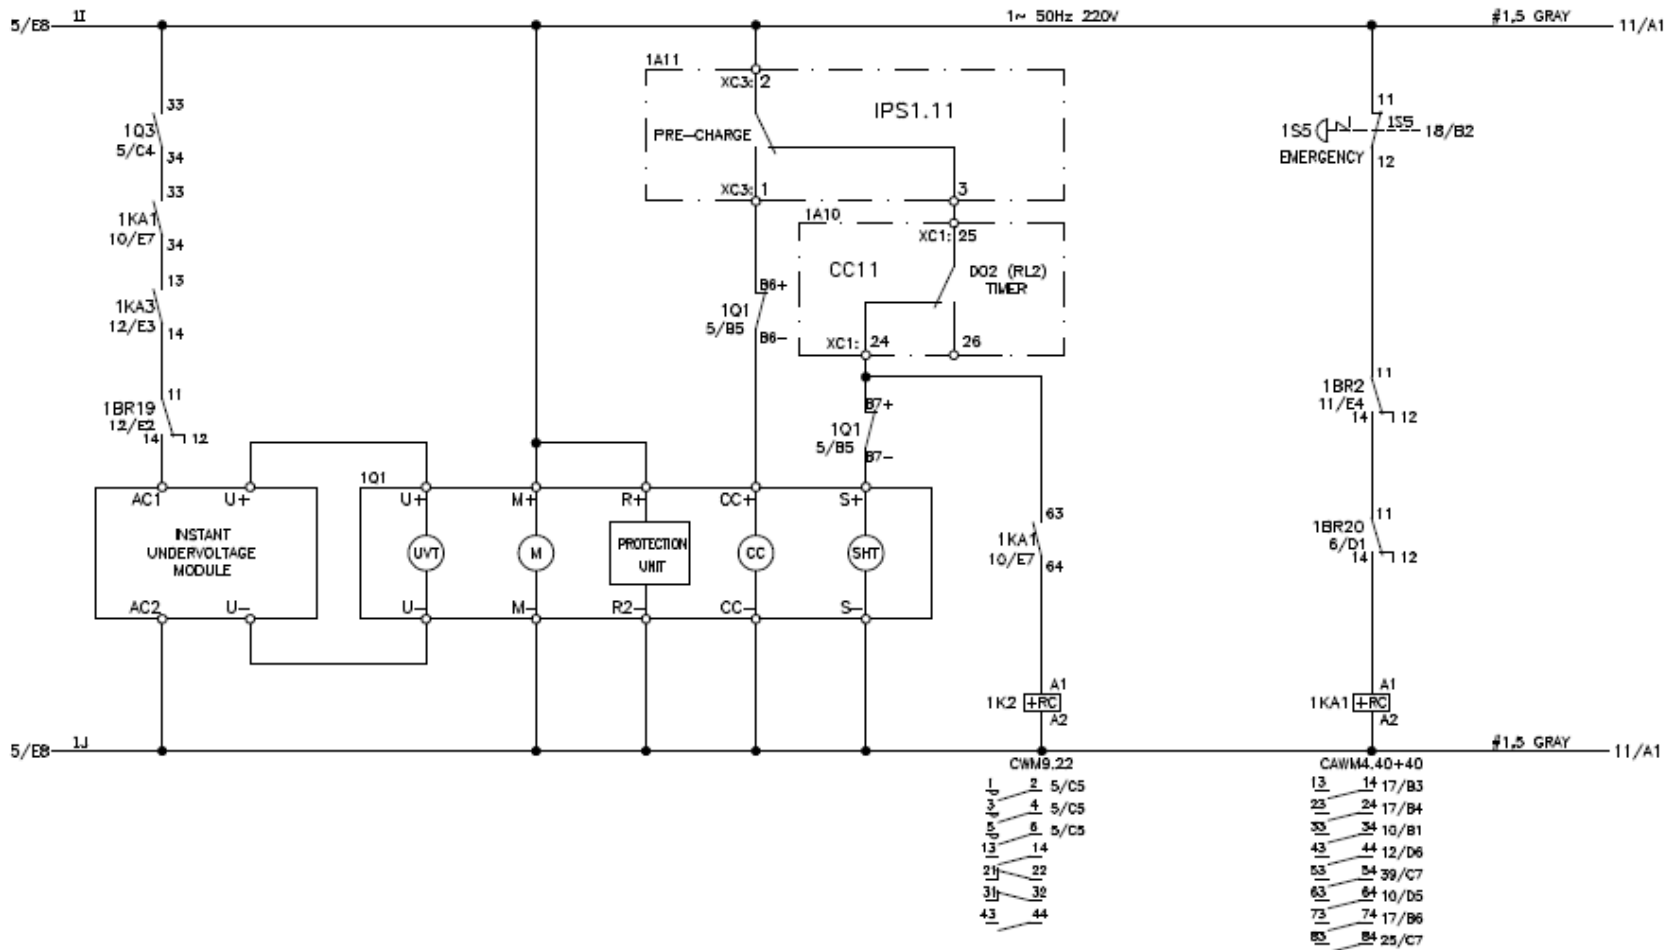 5/E8 1I 1~ 50Hz 220V #1,5 GRAY 11/A1
1A11
XC3: 2
IPS1.11
PRE-CHARGE
XC3: 1
3
1A10
XC1: 25
CC11
DO2 (RL2)
TIMER
XC1: 24
26
33
1Q3
5/C4
34
33
1KA1
10/E7
34
13
1KA3
12/E3
14
11
1BR19
12/E2
14 12
B6+
1Q1
5/B5
B6-
B7+
1Q1
5/B5
B7-
11
1S5 1S5 18/B2
EMERGENCY
12
11
1BR2
11/E4
14 12
11
1BR20
6/D1
14 12
AC1 U+
INSTANT
UNDERVOLTAGE
MODULE
AC2 U-
1Q1
U+ M+ R+ CC+ S+
UVT M PROTECTION
UNIT CC SHT
U- M- R2- CC- S-
63
1KA1
10/E7
64
A1
1K2 +RC
A2
A1
1KA1 +RC
A2
5/E8 1J #1,5 GRAY 11/A1
CWM9.22
1 2 5/C5
3 4 5/C5
5 6 5/C5
13 14
21 22
31 32
43 44
CAWM4.40+40
13 14 17/B3
23 24 17/B4
33 34 10/B1
43 44 12/D6
53 54 39/C7
63 64 10/D5
73 74 17/B6
83 84 25/C7